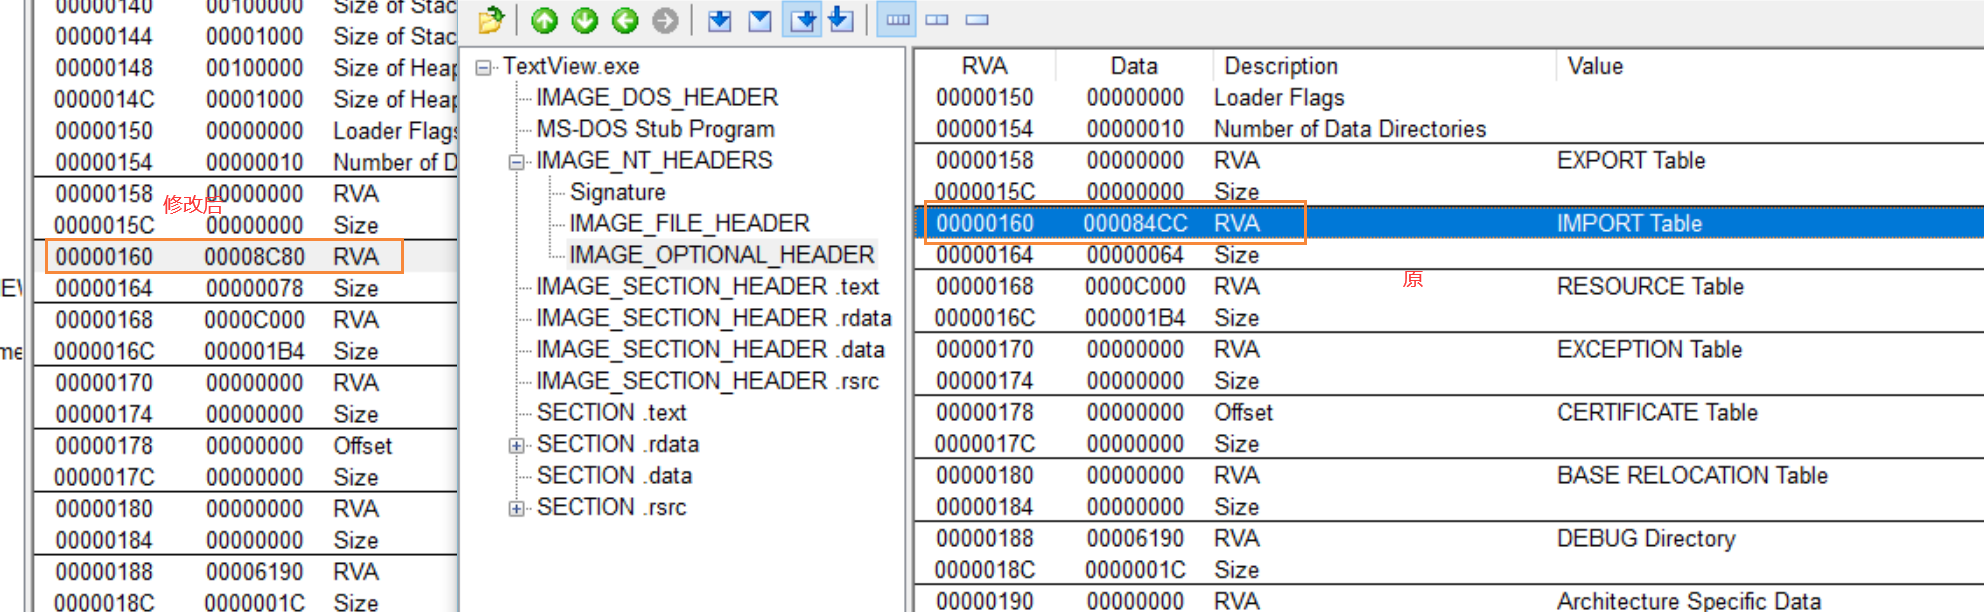 00000140 00100000 Size of Stac
00000144 00001000 Size of Stac
00000148 00100000 Size of Heap
0000014C 00001000 Size of Heap
00000150 00000000 Loader Flags
00000154 00000010 Number of D
00000158 00000000 RVA
修改后
0000015C 00000000 Size
00000160 00008C80 RVA
00000164 00000078 Size
00000168 0000C000 RVA
0000016C 000001B4 Size
00000170 00000000 RVA
00000174 00000000 Size
00000178 00000000 Offset
0000017C 00000000 Size
00000180 00000000 RVA
00000184 00000000 Size
00000188 00006190 RVA
0000018C 0000001C Size
TextView.exe
IMAGE_DOS_HEADER
MS-DOS Stub Program
IMAGE_NT_HEADERS
Signature
IMAGE_FILE_HEADER
IMAGE_OPTIONAL_HEADER
IMAGE_SECTION_HEADER .text
IMAGE_SECTION_HEADER .rdata
IMAGE_SECTION_HEADER .data
IMAGE_SECTION_HEADER .rsrc
SECTION .text
SECTION .rdata
SECTION .data
SECTION .rsrc
RVA Data Description Value
00000150 00000000 Loader Flags
00000154 00000010 Number of Data Directories
00000158 00000000 RVA EXPORT Table
0000015C 00000000 Size
00000160 000084CC RVA IMPORT Table
00000164 00000064 Size
原
00000168 0000C000 RVA RESOURCE Table
0000016C 000001B4 Size
00000170 00000000 RVA EXCEPTION Table
00000174 00000000 Size
00000178 00000000 Offset CERTIFICATE Table
0000017C 00000000 Size
00000180 00000000 RVA BASE RELOCATION Table
00000184 00000000 Size
00000188 00006190 RVA DEBUG Directory
0000018C 0000001C Size
00000190 00000000 RVA Architecture Specific Data